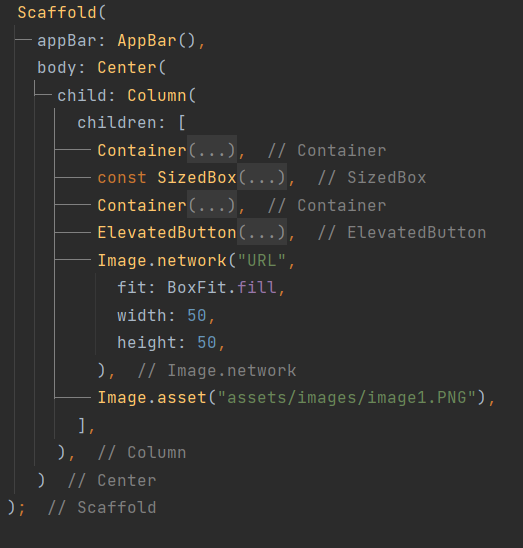 Scaffold(
appBar: AppBar(),
body: Center(
child: Column(
children: [
Container(...),  // Container
const SizedBox(...),  // SizedBox
Container(...),  // Container
ElevatedButton(...),  // ElevatedButton
Image.network("URL",
fit: BoxFit.fill,
width: 50,
height: 50,
),  // Image.network
Image.asset("assets/images/image1.PNG"),
],
),  // Column
)  // Center
);  // Scaffold